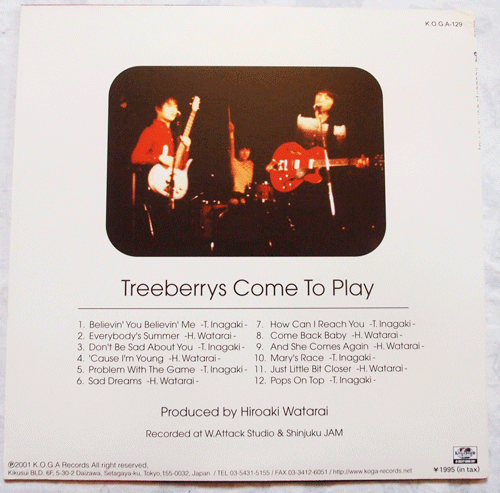 K.O.G A-129
Treeberrys Come To Play
1. Believin' You Believin' Me -T. Inagaki-
2. Everybody's Summer -H. Watarai-
3. Don't Be Sad About You -T. Inagaki-
4. 'Cause I'm Young -H. Watarai-
5. Problem With The Game -T. Inagaki-
6. Sad Dreams -H. Watarai-
7. How Can I Reach You -T. Inagaki-
8. Come Back Baby -H. Watarai-
9. And She Comes Again -H. Watarai-
10. Mary's Race -T. Inagaki-
11. Just Little Bit Closer -H. Watarai-
12. Pops On Top -T. Inagaki-
Produced by Hiroaki Watarai
Recorded at W.Attack Studio & Shinjuku JAM
℗2001 K.O.G.A Records All right reserved.
Kikusui BLD. 6F, 5-30-2 Daizawa, Setagaya-ku, Tokyo,155-0032, Japan. / TEL 03-5431-5155 / FAX 03-3412-6051 / http://www.koga-records.net
¥1995 (in tax)